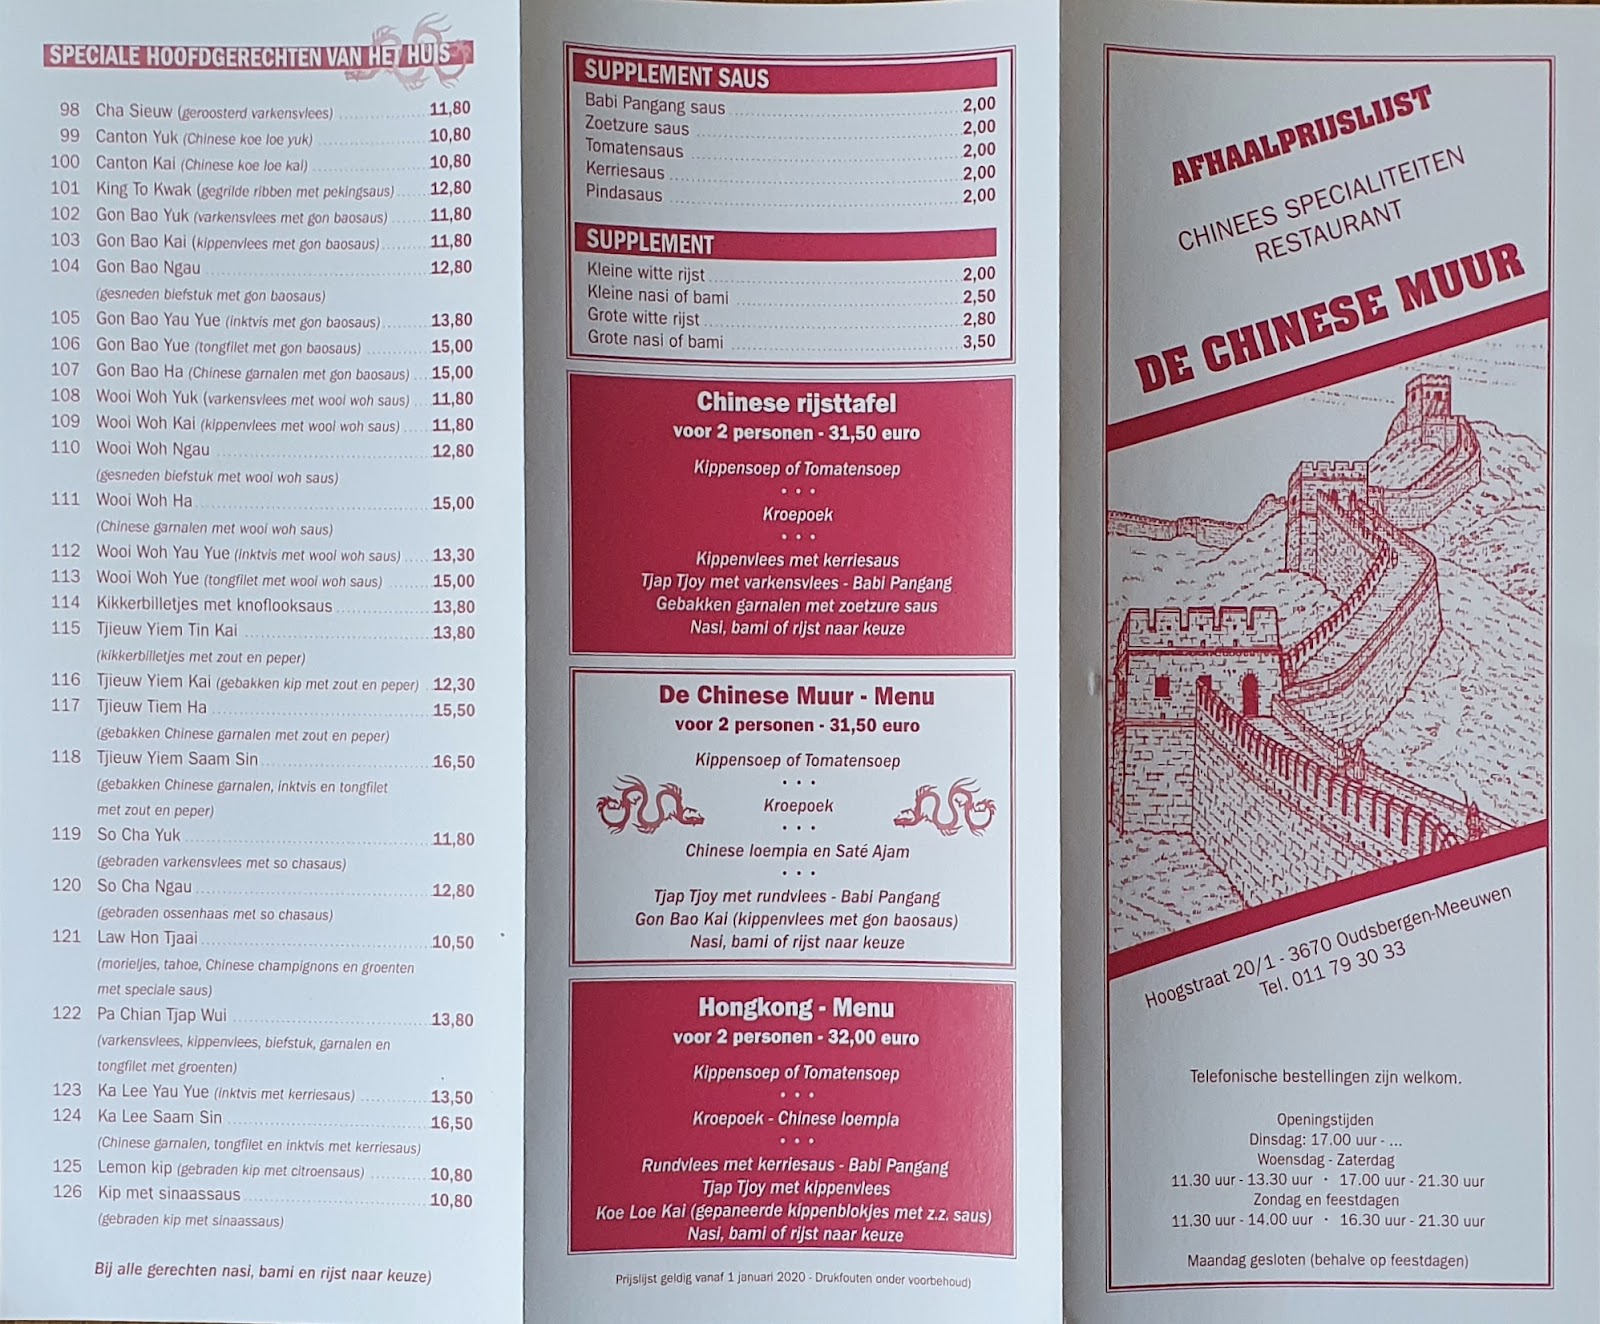 SPECIALE HOOFDGERECHTEN VAN HET HUIS
98 Cha Sieuw (geroosterd varkensvlees) 11,80
99 Canton Yuk (Chinese koe loe yuk) 10,80
100 Canton Kai (Chinese koe loe kai) 10,80
101 King To Kwak (gegrilde ribben met pekingsaus) 12,80
102 Gon Bao Yuk (varkensvlees met gon baosaus) 11,80
103 Gon Bao Kai (kippenvlees met gon baosaus) 11,80
104 Gon Bao Ngau 12,80
(gesneden biefstuk met gon baosaus)
105 Gon Bao Yau Yue (inktvis met gon baosaus) 13,80
106 Gon Bao Yue (tongfilet met gon baosaus) 15,00
107 Gon Bao Ha (Chinese garnalen met gon baosaus) 15,00
108 Wooi Woh Yuk (varkensvlees met wooi woh saus) 11,80
109 Wooi Woh Kai (kippenvlees met wooi woh saus) 11,80
110 Wooi Woh Ngau 12,80
(gesneden biefstuk met wooi woh saus)
111 Wooi Woh Ha 15,00
(Chinese garnalen met wooi woh saus)
112 Wooi Woh Yau Yue (inktvis met wooi woh saus) 13,30
113 Wooi Woh Yue (tongfilet met wooi woh saus) 15,00
114 Kikkerbilletjes met knoflooksaus 13,80
115 Tjieuw Yiem Tin Kai 13,80
(kikkerbilletjes met zout en peper)
116 Tjieuw Yiem Kai (gebakken kip met zout en peper) 12,30
117 Tjieuw Tiem Ha 15,50
(gebakken Chinese garnalen met zout en peper)
118 Tjieuw Yiem Saam Sin 16,50
(gebakken Chinese garnalen, inktvis en tongfilet
met zout en peper)
119 So Cha Yuk 11,80
(gebraden varkensvlees met so chasaus)
120 So Cha Ngau 12,80
(gebraden ossenhaas met so chasaus)
121 Law Hon Tjaai 10,50
(morieljes, tahoe, Chinese champignons en groenten
met speciale saus)
122 Pa Chian Tjap Wui 13,80
(varkensvlees, kippenvlees, biefstuk, garnalen en
tongfilet met groenten)
123 Ka Lee Yau Yue (inktvis met kerriesaus) 13,50
124 Ka Lee Saam Sin 16,50
(Chinese garnalen, tongfilet en inktvis met kerriesaus)
125 Lemon kip (gebraden kip met citroensaus) 10,80
126 Kip met sinaassaus 10,80
(gebraden kip met sinaassaus)
Bij alle gerechten nasi, bami en rijst naar keuze)
SUPPLEMENT SAUS
Babi Pangang saus 2,00
Zoetzure saus 2,00
Tomatensaus 2,00
Kerriesaus 2,00
Pindasaus 2,00
SUPPLEMENT
Kleine witte rijst 2,00
Kleine nasi of bami 2,50
Grote witte rijst 2,80
Grote nasi of bami 3,50
Chinese rijsttafel
voor 2 personen - 31,50 euro
Kippensoep of Tomatensoep
• • •
Kroepoek
• • •
Kippenvlees met kerriesaus
Tjap Tjoy met varkensvlees - Babi Pangang
Gebakken garnalen met zoetzure saus
Nasi, bami of rijst naar keuze
De Chinese Muur - Menu
voor 2 personen - 31,50 euro
Kippensoep of Tomatensoep
• • •
Kroepoek
• • •
Chinese loempia en Saté Ajam
• • •
Tjap Tjoy met rundvlees - Babi Pangang
Gon Bao Kai (kippenvlees met gon baosaus)
Nasi, bami of rijst naar keuze
Hongkong - Menu
voor 2 personen - 32,00 euro
Kippensoep of Tomatensoep
• • •
Kroepoek - Chinese loempia
• • •
Rundvlees met kerriesaus - Babi Pangang
Tjap Tjoy met kippenvlees
Koe Loe Kai (gepaneerde kippenblokjes met z.z. saus)
Nasi, bami of rijst naar keuze
Prijslijst geldig vanaf 1 januari 2020 - Drukfouten onder voorbehoud)
AFHAALPRIJSLIJST
CHINEES SPECIALITEITEN
RESTAURANT
DE CHINESE MUUR
Hoogstraat 20/1 - 3670 Oudsbergen-Meeuwen
Tel. 011 79 30 33
Telefonische bestellingen zijn welkom.
Openingstijden
Dinsdag: 17.00 uur - ...
Woensdag - Zaterdag
11.30 uur - 13.30 uur • 17.00 uur - 21.30 uur
Zondag en feestdagen
11.30 uur - 14.00 uur • 16.30 uur - 21.30 uur
Maandag gesloten (behalve op feestdagen)